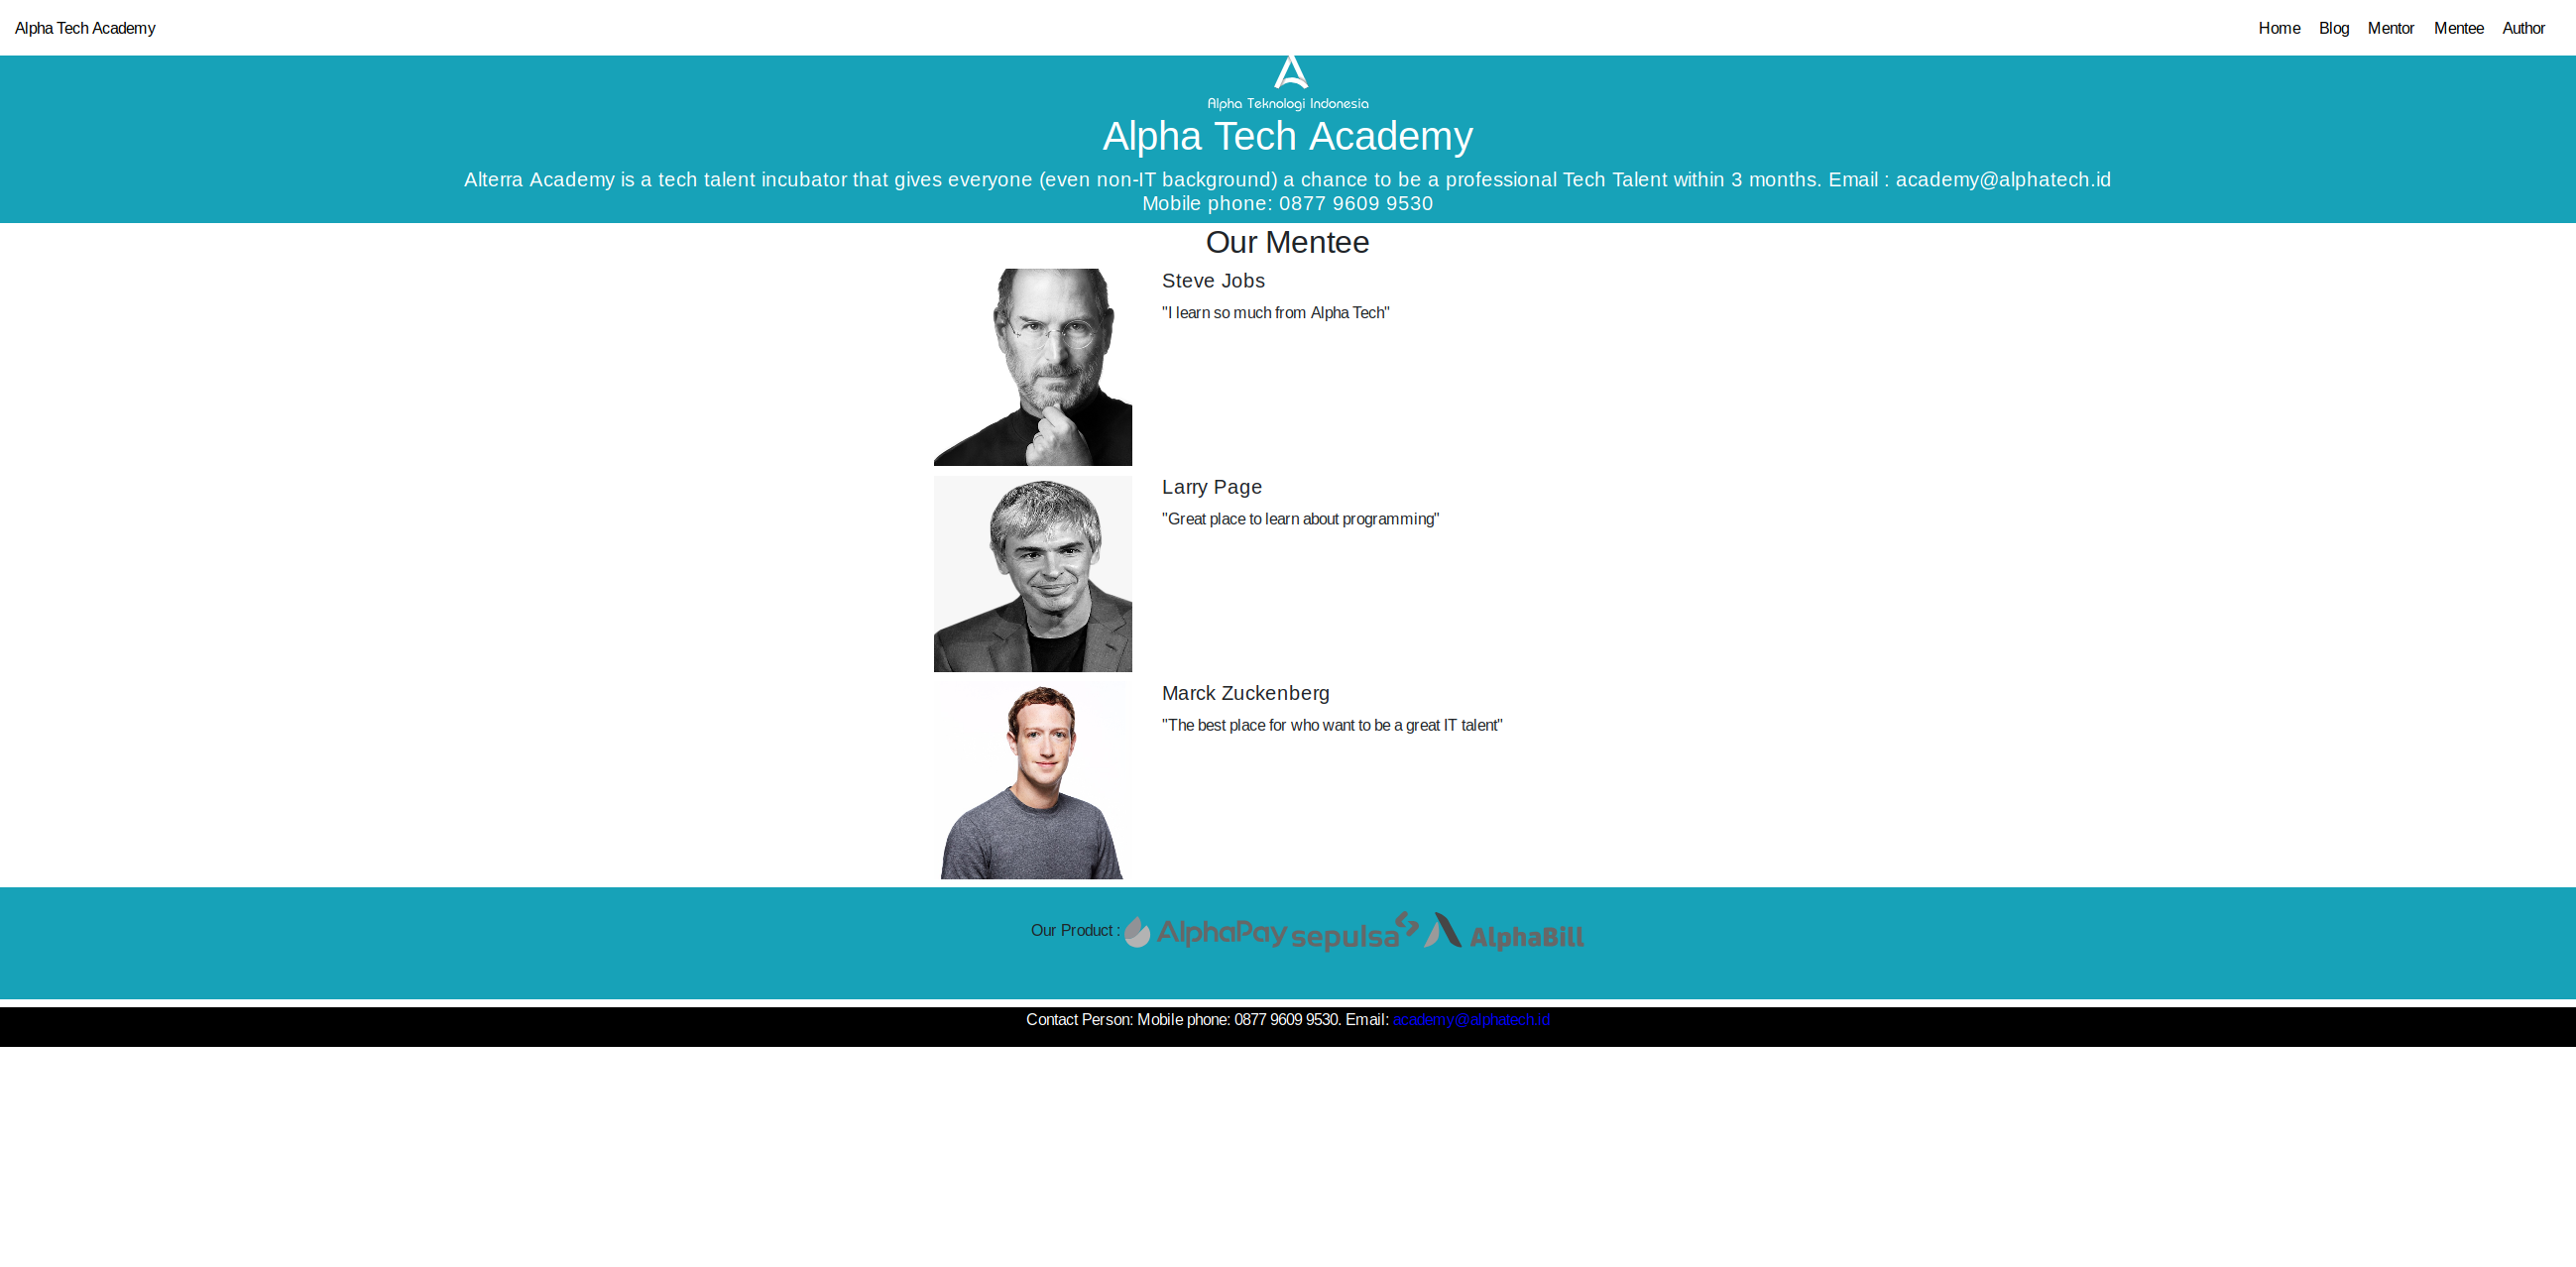 Alpha Tech Academy
Home Blog Mentor Mentee Author
Alpha Teknologi Indonesia
Alpha Tech Academy
Alterra Academy is a tech talent incubator that gives everyone (even non-IT background) a chance to be a professional Tech Talent within 3 months. Email : academy@alphatech.id
Mobile phone: 0877 9609 9530
Our Mentee
Steve Jobs
"I learn so much from Alpha Tech"
Larry Page
"Great place to learn about programming"
Marck Zuckenberg
"The best place for who want to be a great IT talent"
Our Product : AlphaPay sepulsa AlphaBill
Contact Person: Mobile phone: 0877 9609 9530. Email: academy@alphatech.id